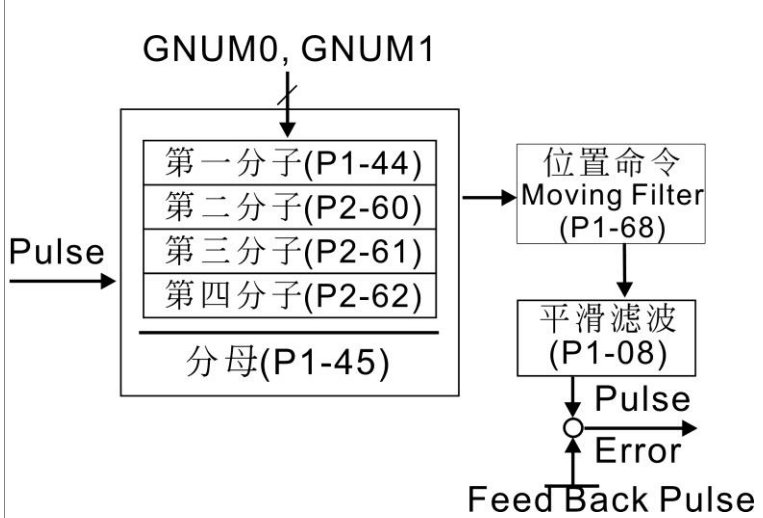 GNUM0, GNUM1
第一分子(P1-44)
第二分子(P2-60)
第三分子(P2-61)
第四分子(P2-62)
分母(P1-45)
Pulse
位置命令
Moving Filter
(P1-68)
平滑滤波
(P1-08)
Pulse
Error
Feed Back Pulse